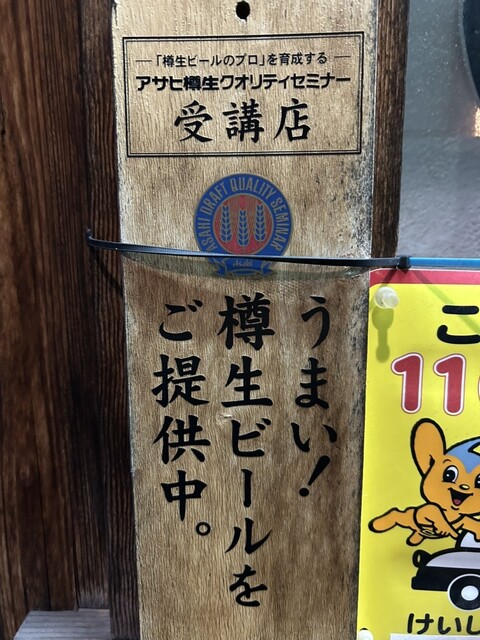 「樽生ビールのプロ」を育成する
アサヒ樽生クオリティセミナー
受講店
ASAHI DRAFT QUALITY SEMINAR
うまい!
樽生ビールを
ご提供中。
こ
11
けいし